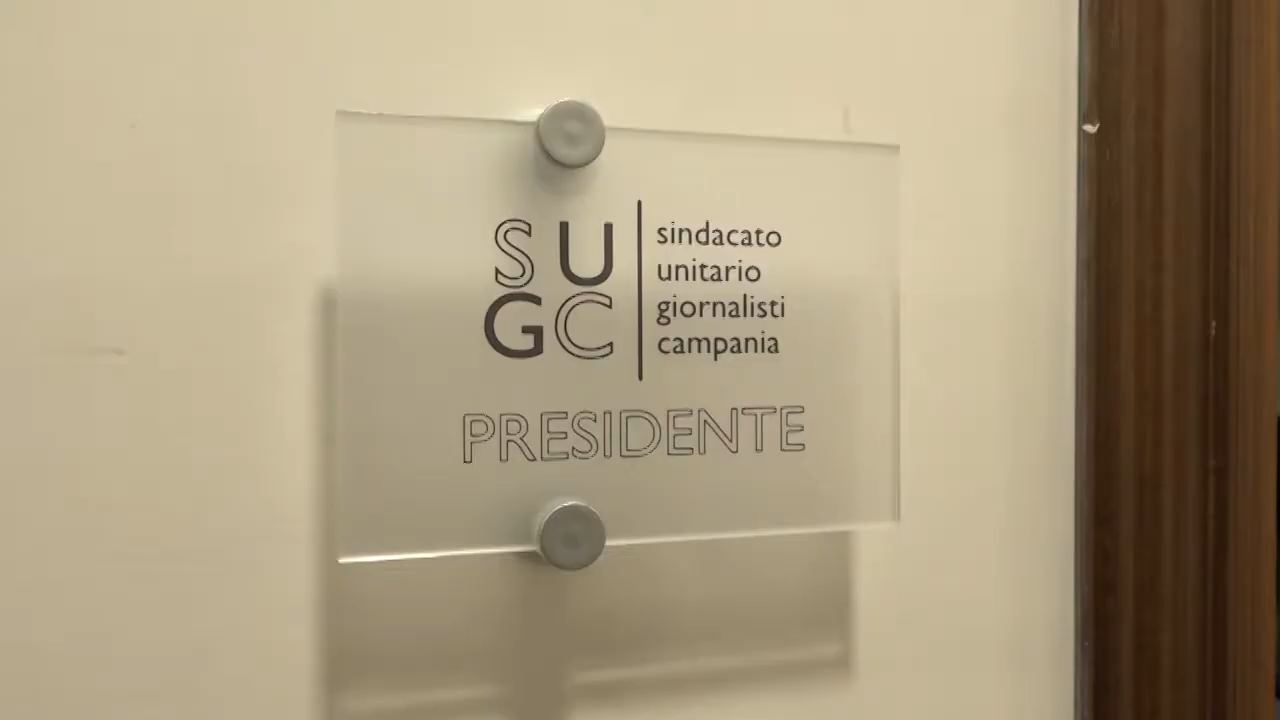 SU
GC
sindacato
unitario
giornalisti
campania
PRESIDENTE